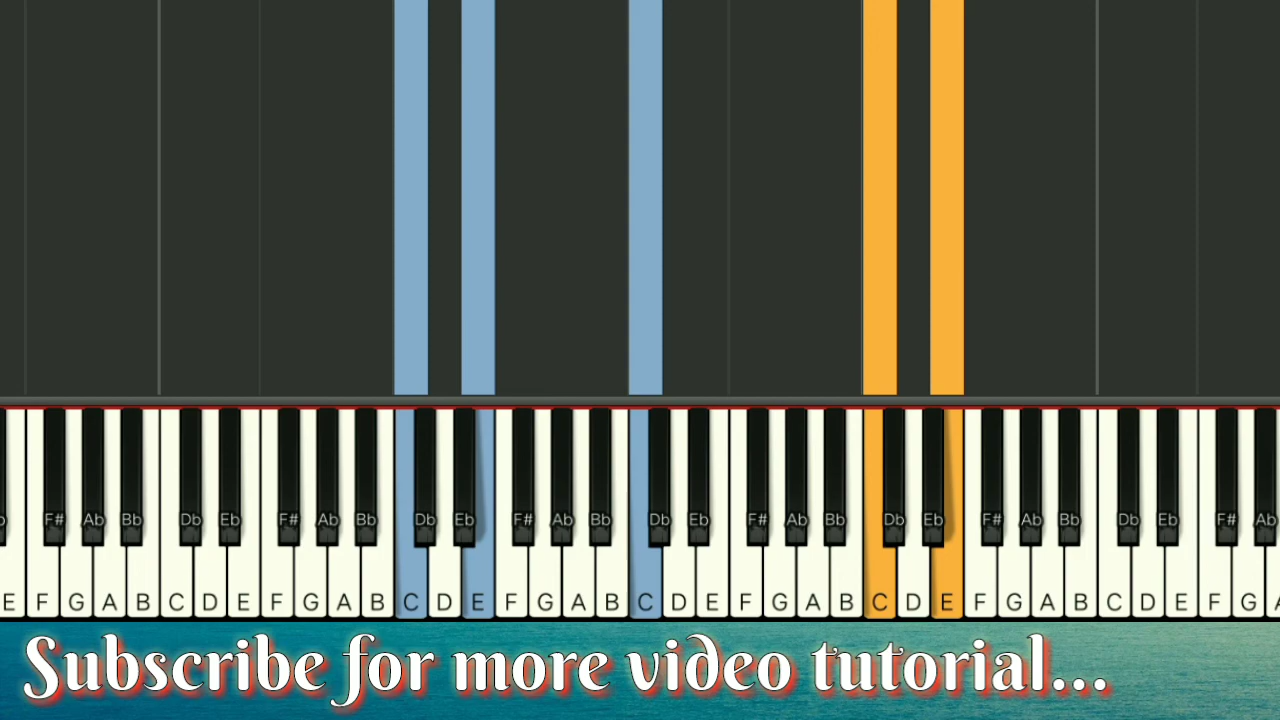 F# Ab Bb Db Eb F# Ab Bb Db Eb F# Ab Bb Db Eb F# Ab Bb Db Eb F# Ab Bb Db Eb F# Ab
E F G A B C D E F G A B C D E F G A B C D E F G A B C D E F G A B C D E F G
Subscribe for more video tutorial...